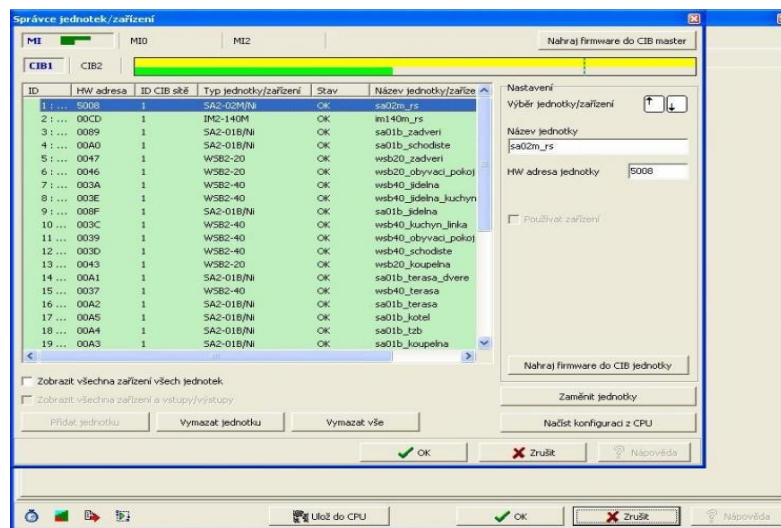 Správce jednotek/zařízení
MI MI0 MI2 Nahraj firmware do CIB master
CIB1 CIB2
ID HW adresa ID CIB sítě Typ jednotky/zařízení Stav Název jednotky/zaříze
1 : ... 5008 1 SA2-02M/Ni OK sa02m_rs
2 : ... 00CD 1 IM2-140M OK im140m_rs
3 : ... 0089 1 SA2-01B/Ni OK sa01b_zadveri
4 : ... 00A0 1 SA2-01B/Ni OK sa01b_schodiste
5 : ... 0047 1 WSB2-20 OK wsb20_zadveri
6 : ... 0046 1 WSB2-20 OK wsb20_obyvaci_pokoj
7 : ... 003A 1 WSB2-40 OK wsb40_jidelna
8 : ... 003E 1 WSB2-40 OK wsb40_jidelna_kuchyn
9 : ... 008F 1 SA2-01B/Ni OK sa01b_jidelna
10 ... 003C 1 WSB2-40 OK wsb40_kuchyn_linka
11 ... 0039 1 WSB2-40 OK wsb40_obyvaci_pokoj
12 ... 003D 1 WSB2-40 OK wsb40_schodiste
13 ... 0043 1 WSB2-20 OK wsb20_koupelna
14 ... 00A1 1 SA2-01B/Ni OK sa01b_terasa_dvere
15 ... 0037 1 WSB2-40 OK wsb40_terasa
16 ... 00A2 1 SA2-01B/Ni OK sa01b_terasa
17 ... 00A5 1 SA2-01B/Ni OK sa01b_kotel
18 ... 00A4 1 SA2-01B/Ni OK sa01b_tzb
19 ... 00A3 1 SA2-01B/Ni OK sa01b_koupelna
Nastavení
Výběr jednotky/zařízení
Název jednotky
sa02m_rs
HW adresa jednotky 5008
Používat zařízení
Nahraj firmware do CIB jednotky
Zobrazit všechna zařízení všech jednotek
Zobrazit všechna zařízení a vstupy/výstupy
Zaměnit jednotky
Přidat jednotku Vymazat jednotku Vymazat vše Načíst konfiguraci z CPU
OK Zrušit Nápověda
Ulož do CPU OK Zrušit Nápověda